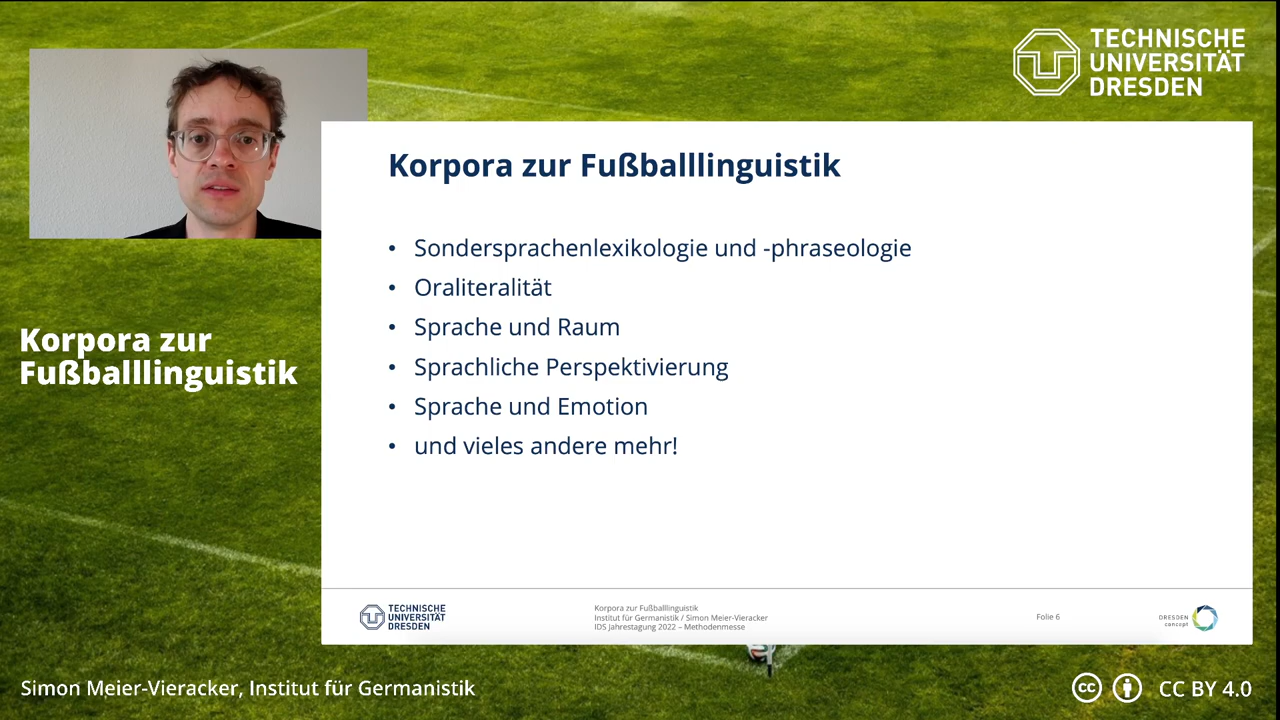 TECHNISCHE
UNIVERSITÄT
DRESDEN
Korpora zur Fußballlinguistik
• Sondersprachenlexikologie und -phraseologie
• Oraliteralität
• Sprache und Raum
• Sprachliche Perspektivierung
• Sprache und Emotion
• und vieles andere mehr!
Korpora zur
Fußballlinguistik
TECHNISCHE
UNIVERSITÄT
DRESDEN
Korpora zur Fußballlinguistik
Institut für Germanistik / Simon Meier-Vieracker
IDS Jahrestagung 2022 – Methodenmesse
Folie 6
DRESDEN
concept
Simon Meier-Vieracker, Institut für Germanistik
cc
CC BY 4.0